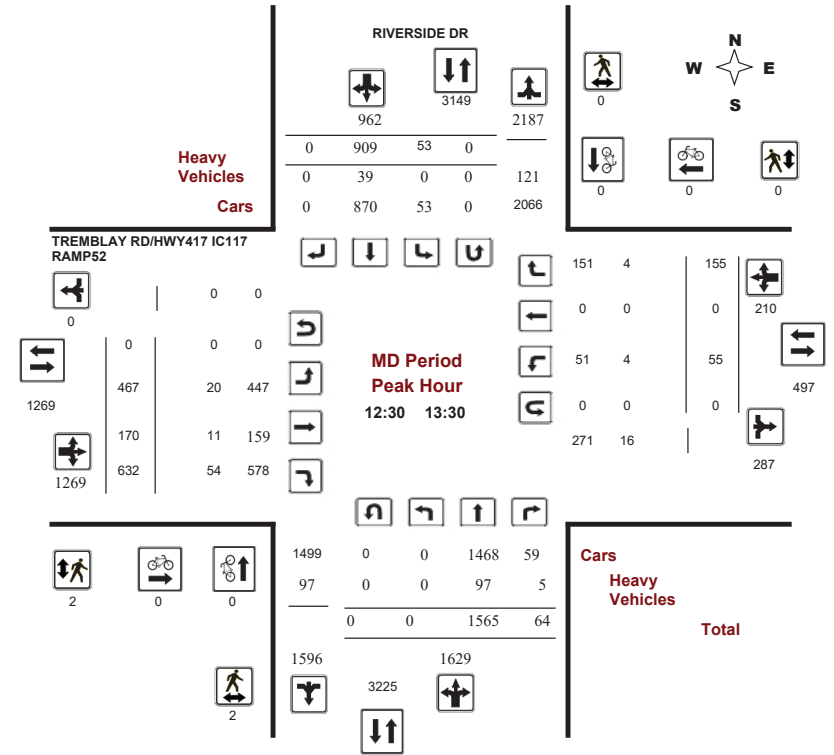 RIVERSIDE DR
N
W E
S
3149
0
962 2187
0 909 53 0
Heavy
Vehicles
0 39 0 0 121
Cars
0 870 53 0 2066
0 0 0
TREMBLAY RD/HWY417 IC117
RAMP52
0 0
0
0 0 0
467 20 447
1269
170 11 159
632 54 578
1269
MD Period
Peak Hour
12:30 13:30
151 4 155
0 0 0 210
51 4 55
497
0 0 0
271 16
287
1499 0 0 1468 59
97 0 0 97 5
0 0 1565 64
1596 1629
3225
Cars
Heavy
Vehicles
Total
2 0 0
2